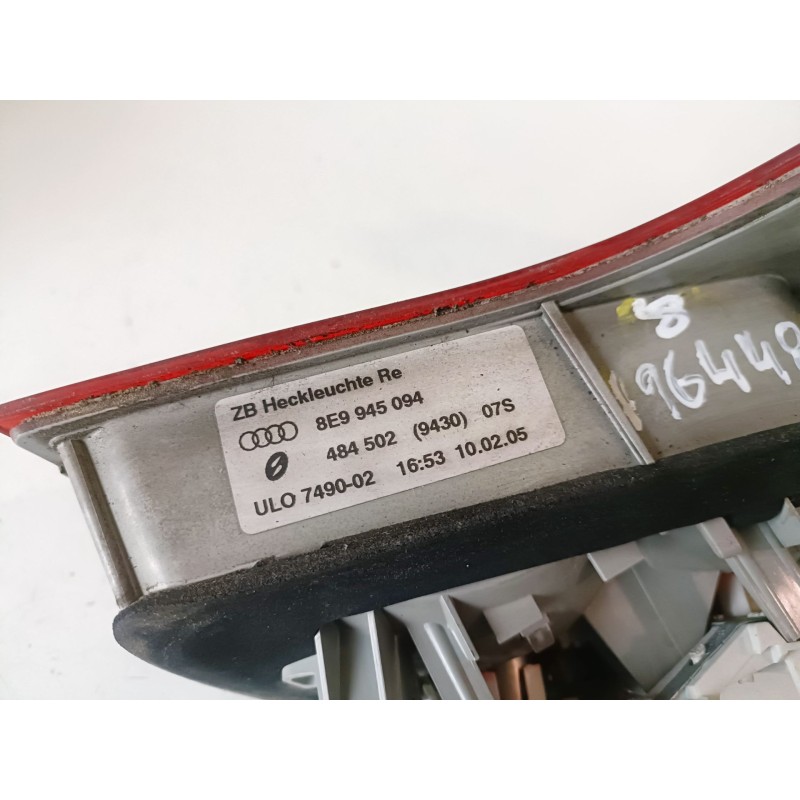 ZB Heckleuchte Re
8E9 945 094
484 502 (9430) 07S
ULO 7490-02 16:53 10.02.05
8
96448